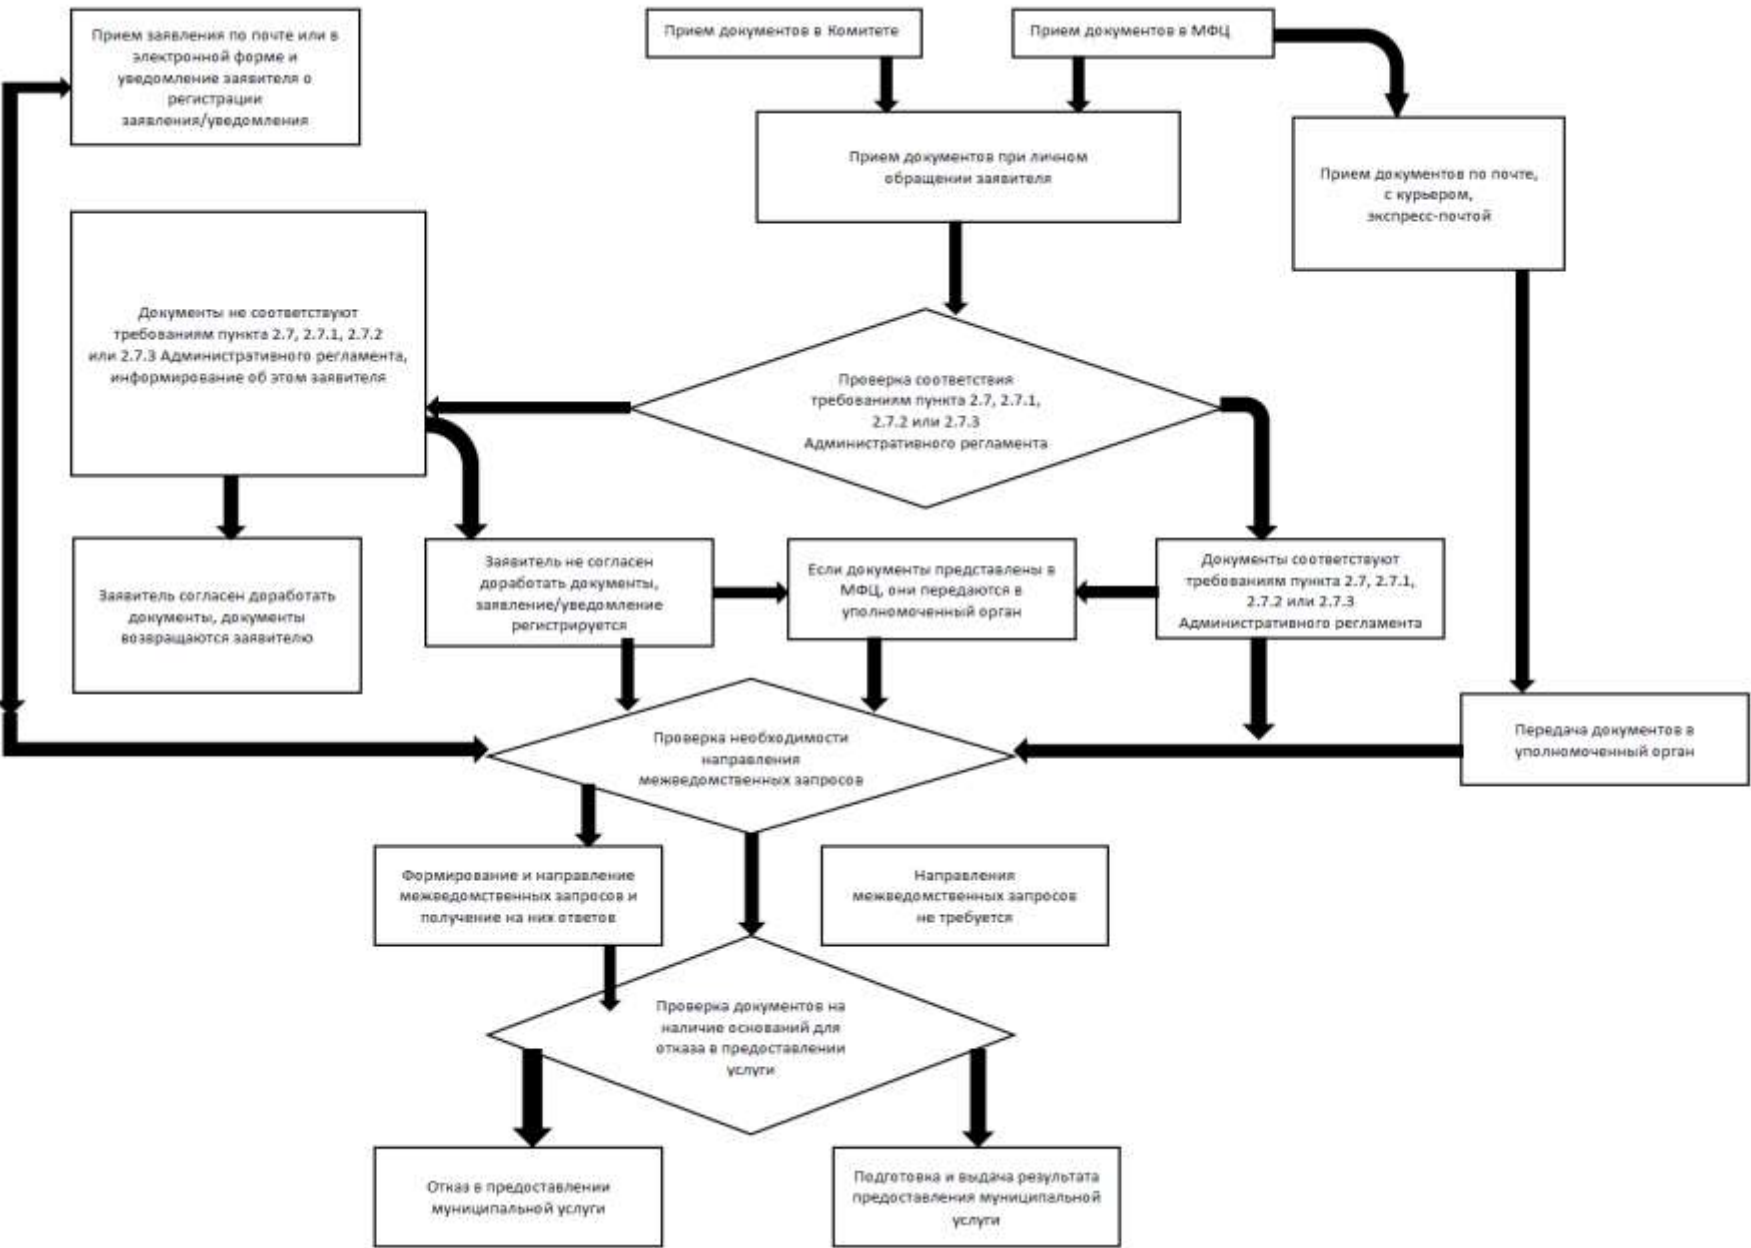 Прием заявления по почте или в
электронной форме и
уведомление заявителя о
регистрации
заявления/уведомления
Прием документов в Комитете
Прием документов в МФЦ
Прием документов при личном
обращении заявителя
Прием документов по почте,
с курьером,
экспресс-почтой
Документы не соответствуют
требованиям пункта 2.7, 2.7.1, 2.7.2
или 2.7.3 Административного регламента,
информирование об этом заявителя
Проверка соответствия
требованиям пункта 2.7, 2.7.1,
2.7.2 или 2.7.3
Административного регламента
Заявитель согласен доработать
документы, документы
возвращаются заявителю
Заявитель не согласен
доработать документы,
заявление/уведомление
регистрируется
Если документы представлены в
МФЦ, они передаются в
уполномоченный орган
Документы соответствуют
требованиям пункта 2.7, 2.7.1,
2.7.2 или 2.7.3
Административного регламента
Передача документов в
уполномоченный орган
Проверка необходимости
направления
межведомственных запросов
Формирование и направление
межведомственных запросов и
получение на них ответов
Направления
межведомственных запросов
не требуется
Проверка документов на
наличие оснований для
отказа в предоставлении
услуги
Отказ в предоставлении
муниципальной услуги
Подготовка и выдача результата
предоставления муниципальной
услуги